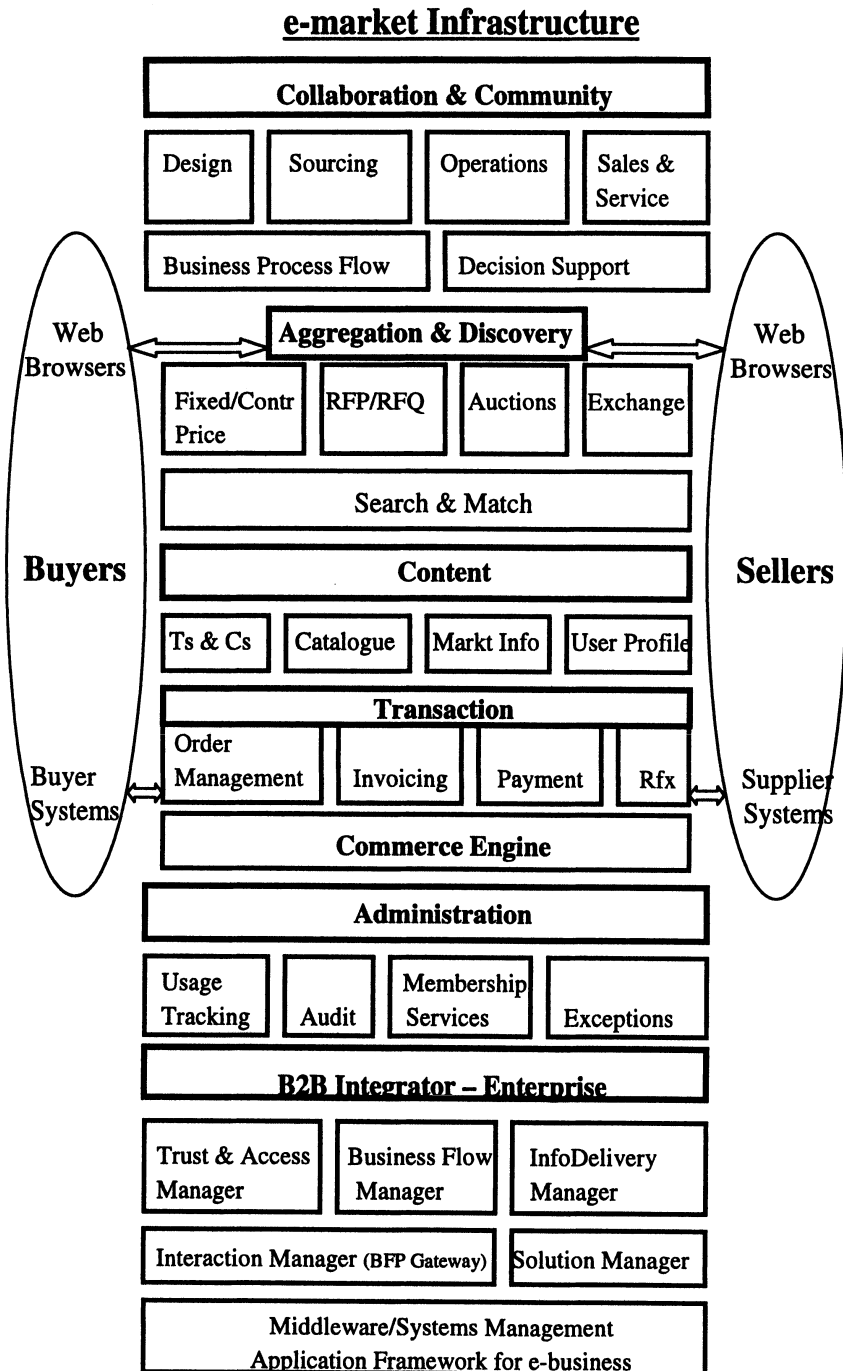 e-market Infrastructure
Collaboration & Community
Design
Sourcing
Operations
Sales &
Service
Business Process Flow
Decision Support
Web
Browsers
Aggregation & Discovery
Web
Browsers
Fixed/Contr
Price
RFP/RFQ
Auctions
Exchange
Search & Match
Buyers
Content
Sellers
Ts & Cs
Catalogue
Markt Info
User Profile
Transaction
Order
Management
Invoicing
Payment
Rfx
Buyer
Systems
Supplier
Systems
Commerce Engine
Administration
Usage
Tracking
Audit
Membership
Services
Exceptions
B2B Integrator – Enterprise
Trust & Access
Manager
Business Flow
Manager
InfoDelivery
Manager
Interaction Manager (BFP Gateway)
Solution Manager
Middleware/Systems Management
Application Framework for e-business